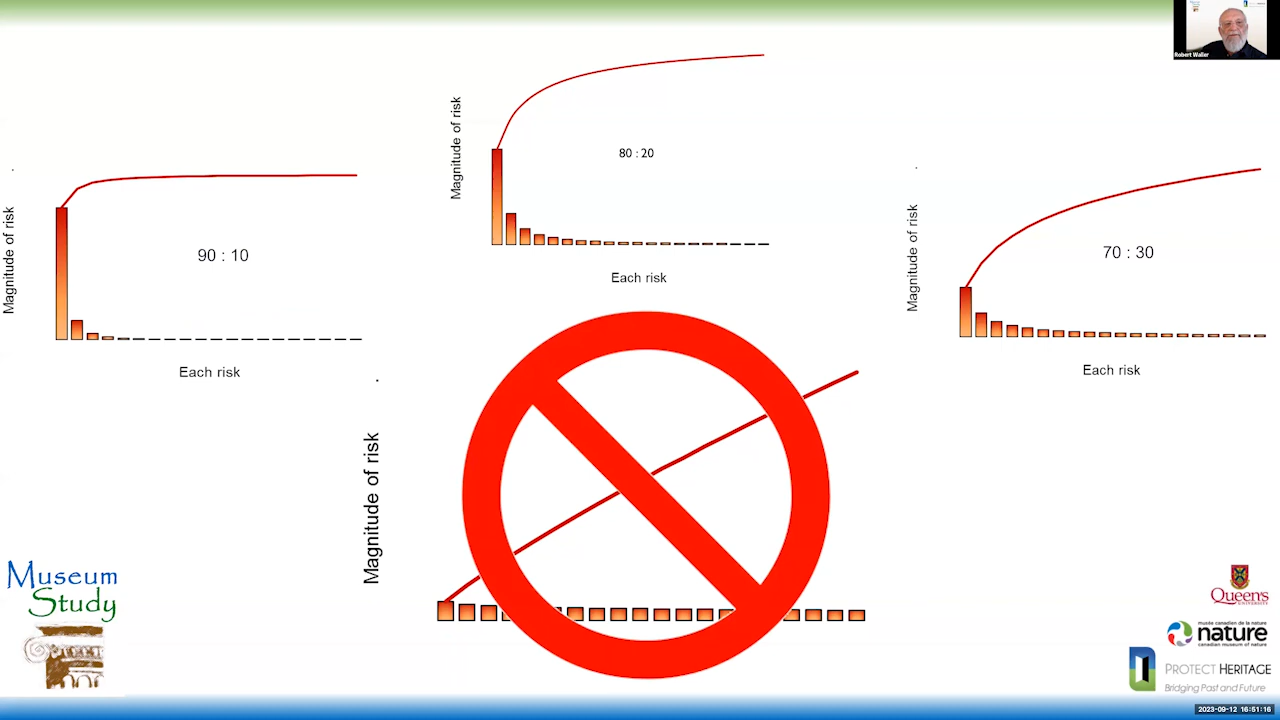 Robert Waller
Magnitude of risk
80 : 20
Each risk
Magnitude of risk
90 : 10
Each risk
Magnitude of risk
70 : 30
Each risk
Magnitude of risk
Museum
Study
Queen's
UNIVERSITY
musée canadien de la nature
nature
canadian museum of nature
PROTECT HERITAGE
Bridging Past and Future
2023-09-12 16:51:16